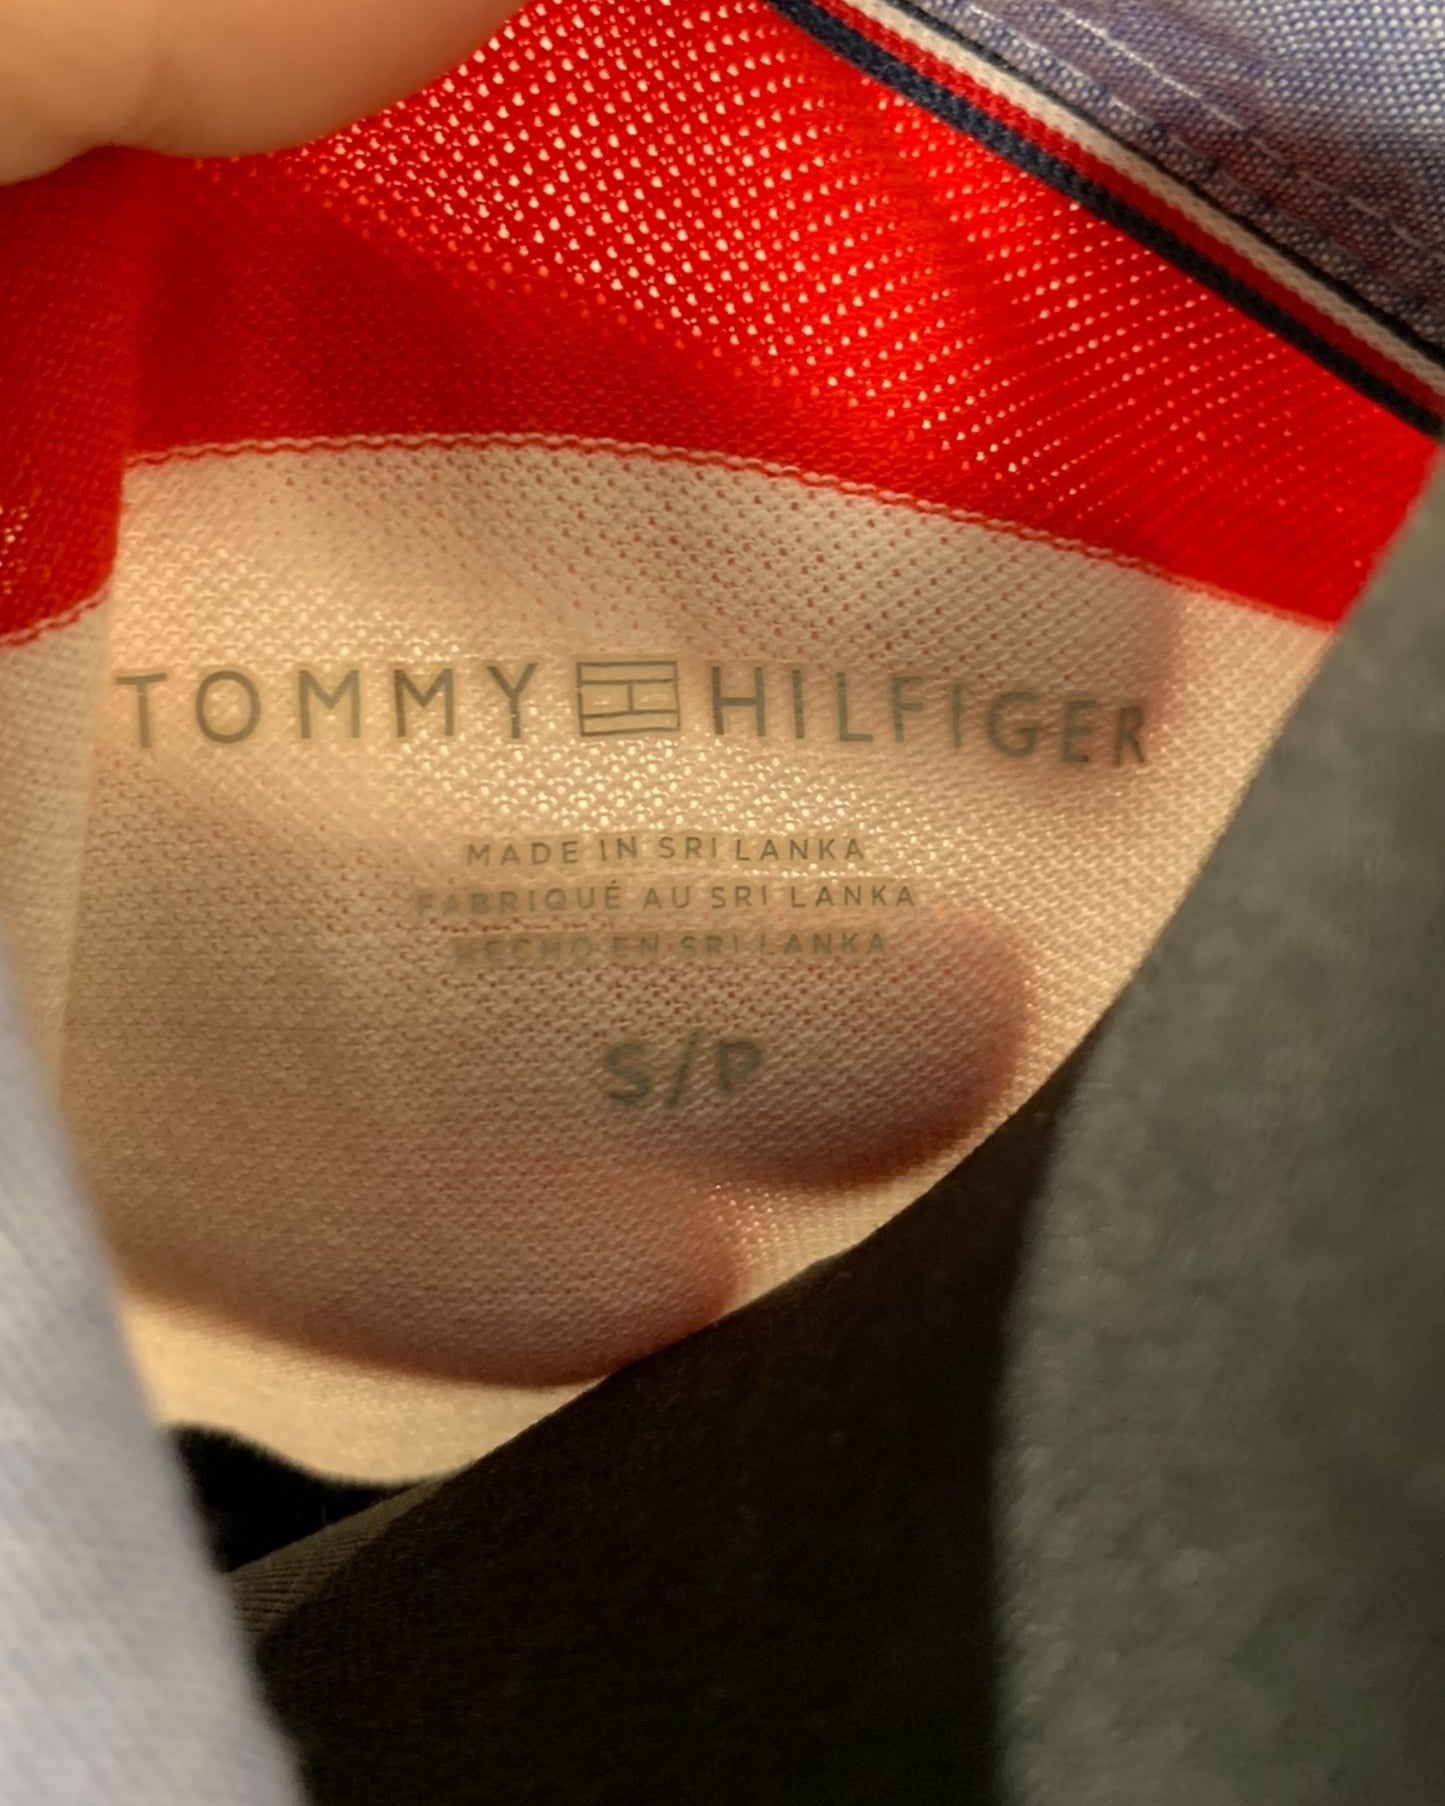 TOMMY HILFIGER
MADE IN SRI LANKA
FABRIQUÉ AU SRI LANKA
HECHO EN SRI LANKA
S/P